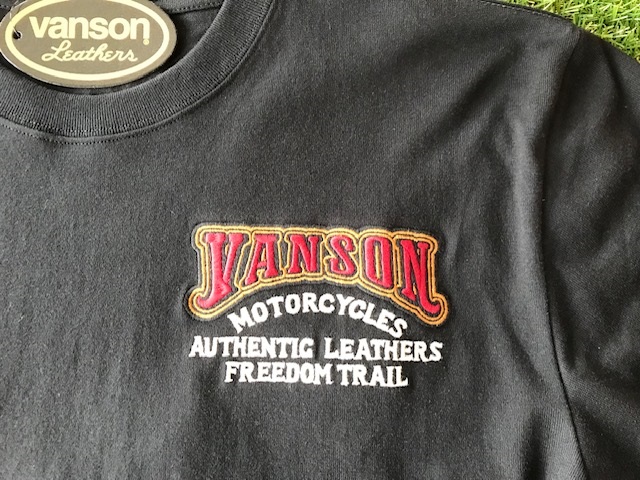 vanson
Leathers
VANSON
MOTORCYCLES
AUTHENTIC LEATHERS
FREEDOM TRAIL